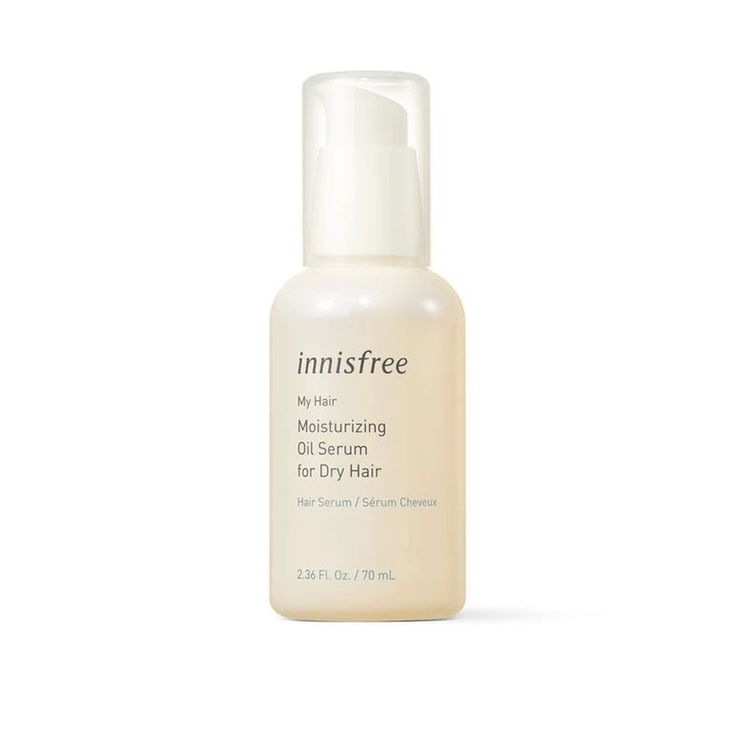 innisfree
My Hair
Moisturizing
Oil Serum
for Dry Hair
Hair Serum / Sérum Cheveux
2.36 Fl. Oz. / 70 mL